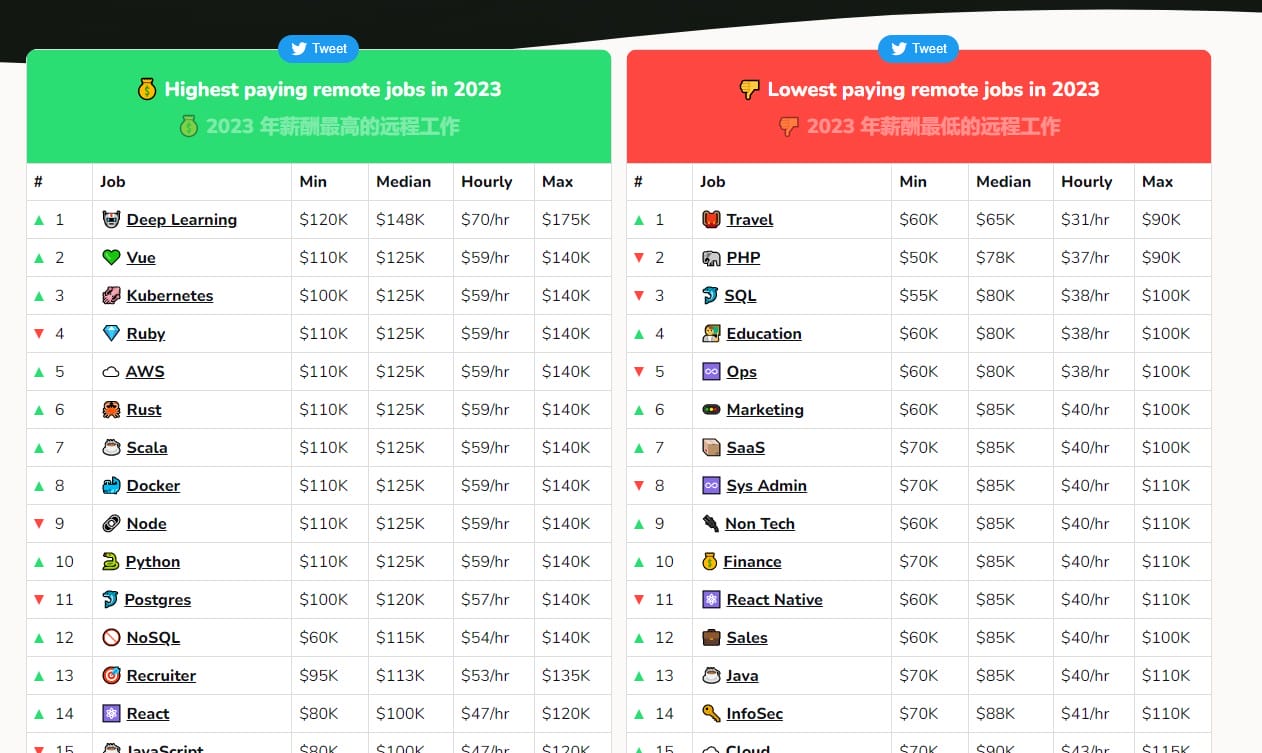 Tweet
💰 Highest paying remote jobs in 2023
💰 2023 年薪酬最高的远程工作
# Job Min Median Hourly Max
▲ 1 Deep Learning $120K $148K $70/hr $175K
▲ 2 Vue $110K $125K $59/hr $140K
▲ 3 Kubernetes $100K $125K $59/hr $140K
▼ 4 Ruby $110K $125K $59/hr $140K
▲ 5 AWS $110K $125K $59/hr $140K
▲ 6 Rust $110K $125K $59/hr $140K
▲ 7 Scala $110K $125K $59/hr $140K
▲ 8 Docker $110K $125K $59/hr $140K
▼ 9 Node $110K $125K $59/hr $140K
▲ 10 Python $110K $125K $59/hr $140K
▼ 11 Postgres $100K $120K $57/hr $140K
▲ 12 NoSQL $60K $115K $54/hr $140K
▲ 13 Recruiter $95K $113K $53/hr $135K
▲ 14 React $80K $100K $47/hr $120K
▼ 15 JavaScript $80K $100K $47/hr $120K
Tweet
👎 Lowest paying remote jobs in 2023
👎 2023 年薪酬最低的远程工作
# Job Min Median Hourly Max
▲ 1 Travel $60K $65K $31/hr $90K
▼ 2 PHP $50K $78K $37/hr $90K
▼ 3 SQL $55K $80K $38/hr $100K
▲ 4 Education $60K $80K $38/hr $100K
▼ 5 Ops $60K $80K $38/hr $100K
▲ 6 Marketing $60K $85K $40/hr $100K
▲ 7 SaaS $70K $85K $40/hr $100K
▼ 8 Sys Admin $70K $85K $40/hr $110K
▲ 9 Non Tech $60K $85K $40/hr $110K
▲ 10 Finance $70K $85K $40/hr $110K
▼ 11 React Native $60K $85K $40/hr $110K
▲ 12 Sales $60K $85K $40/hr $100K
▲ 13 Java $70K $85K $40/hr $110K
▲ 14 InfoSec $70K $88K $41/hr $110K
▲ 15 Cloud $70K $90K $43/hr $115K